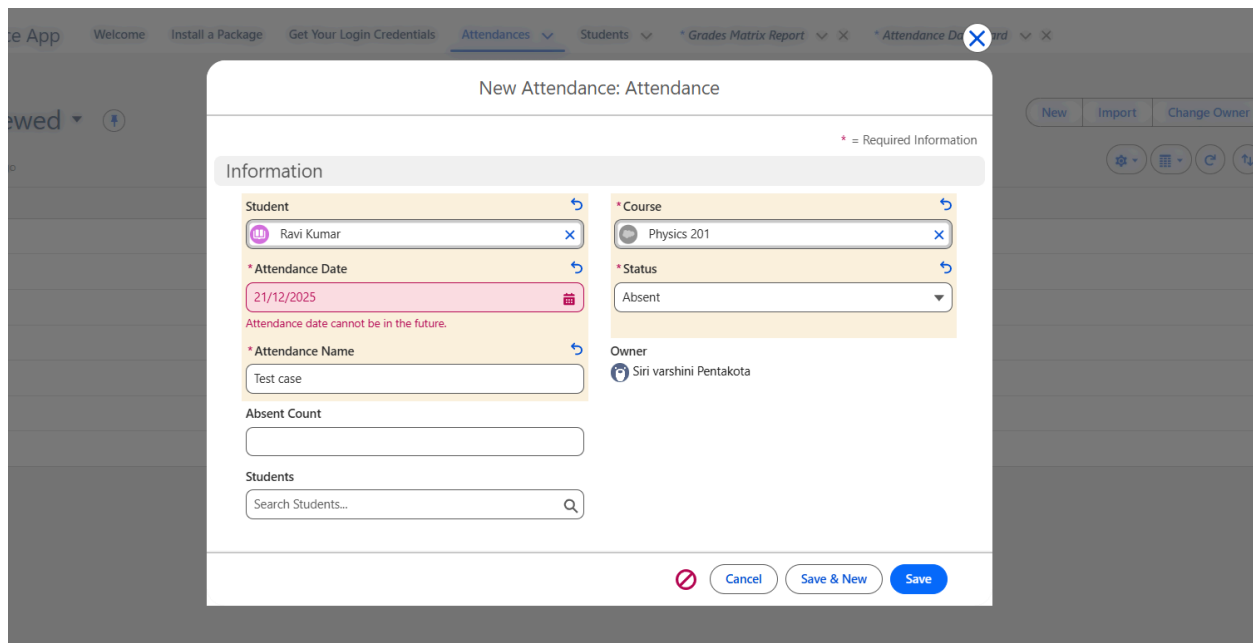 ce App Welcome Install a Package Get Your Login Credentials Attendances Students * Grades Matrix Report * Attendance Da rd
New Attendance: Attendance
ewed
New Import Change Owner
* = Required Information
Information
Student
*Course
Ravi Kumar
Physics 201
*Attendance Date
*Status
21/12/2025
Absent
Attendance date cannot be in the future.
*Attendance Name
Owner
Test case
Siri varshini Pentakota
Absent Count
Students
Search Students...
Cancel Save & New Save